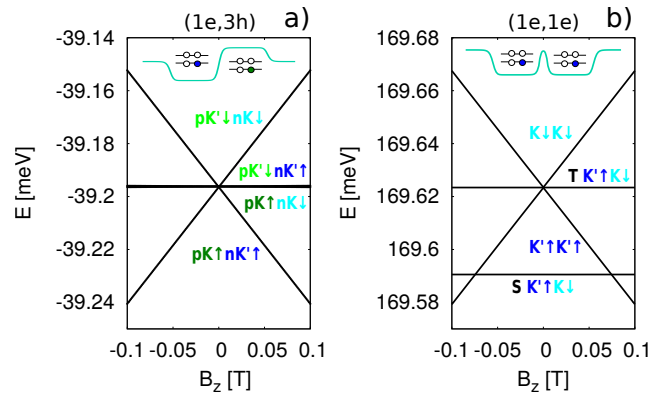 (1e,3h) a)
-39.14
-39.16
-39.18
-39.2
-39.22
-39.24
E [meV]
pK'↓nK↓
pK'↓nK'↑
pK↑nK↓
pK↑nK'↑
-0.1 -0.05 0 0.05 0.1
B_z [T]
(1e,1e) b)
169.68
169.66
169.64
169.62
169.6
169.58
E [meV]
K↓K↓
T K'↑K↓
K'↑K'↑
S K'↑K↓
-0.1 -0.05 0 0.05 0.1
B_z [T]